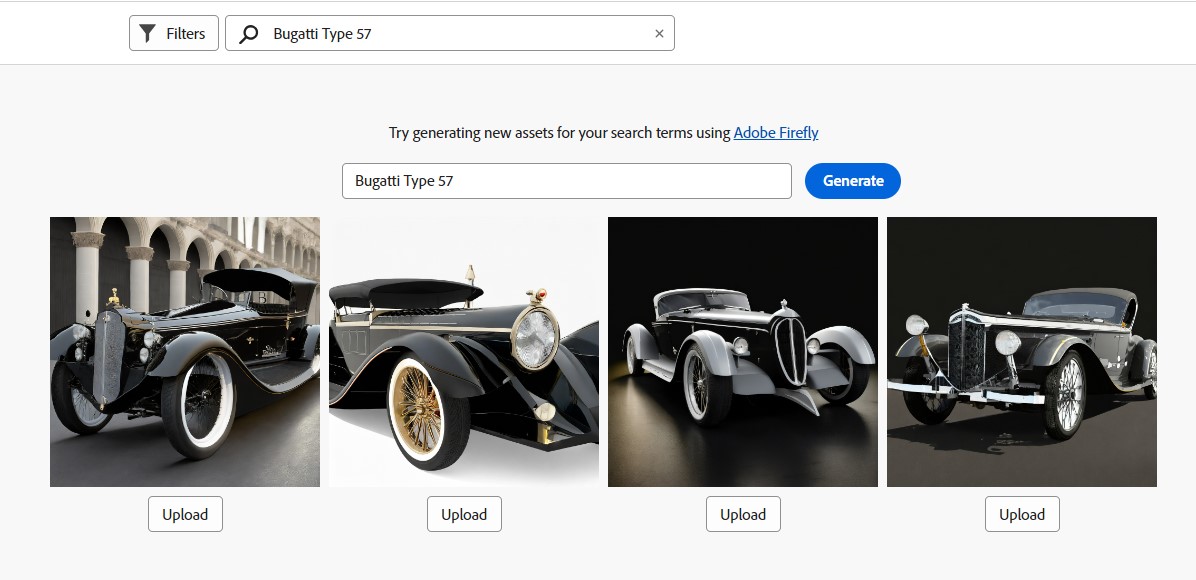 Filters
Bugatti Type 57
Try generating new assets for your search terms using Adobe Firefly
Bugatti Type 57
Generate
Upload
Upload
Upload
Upload